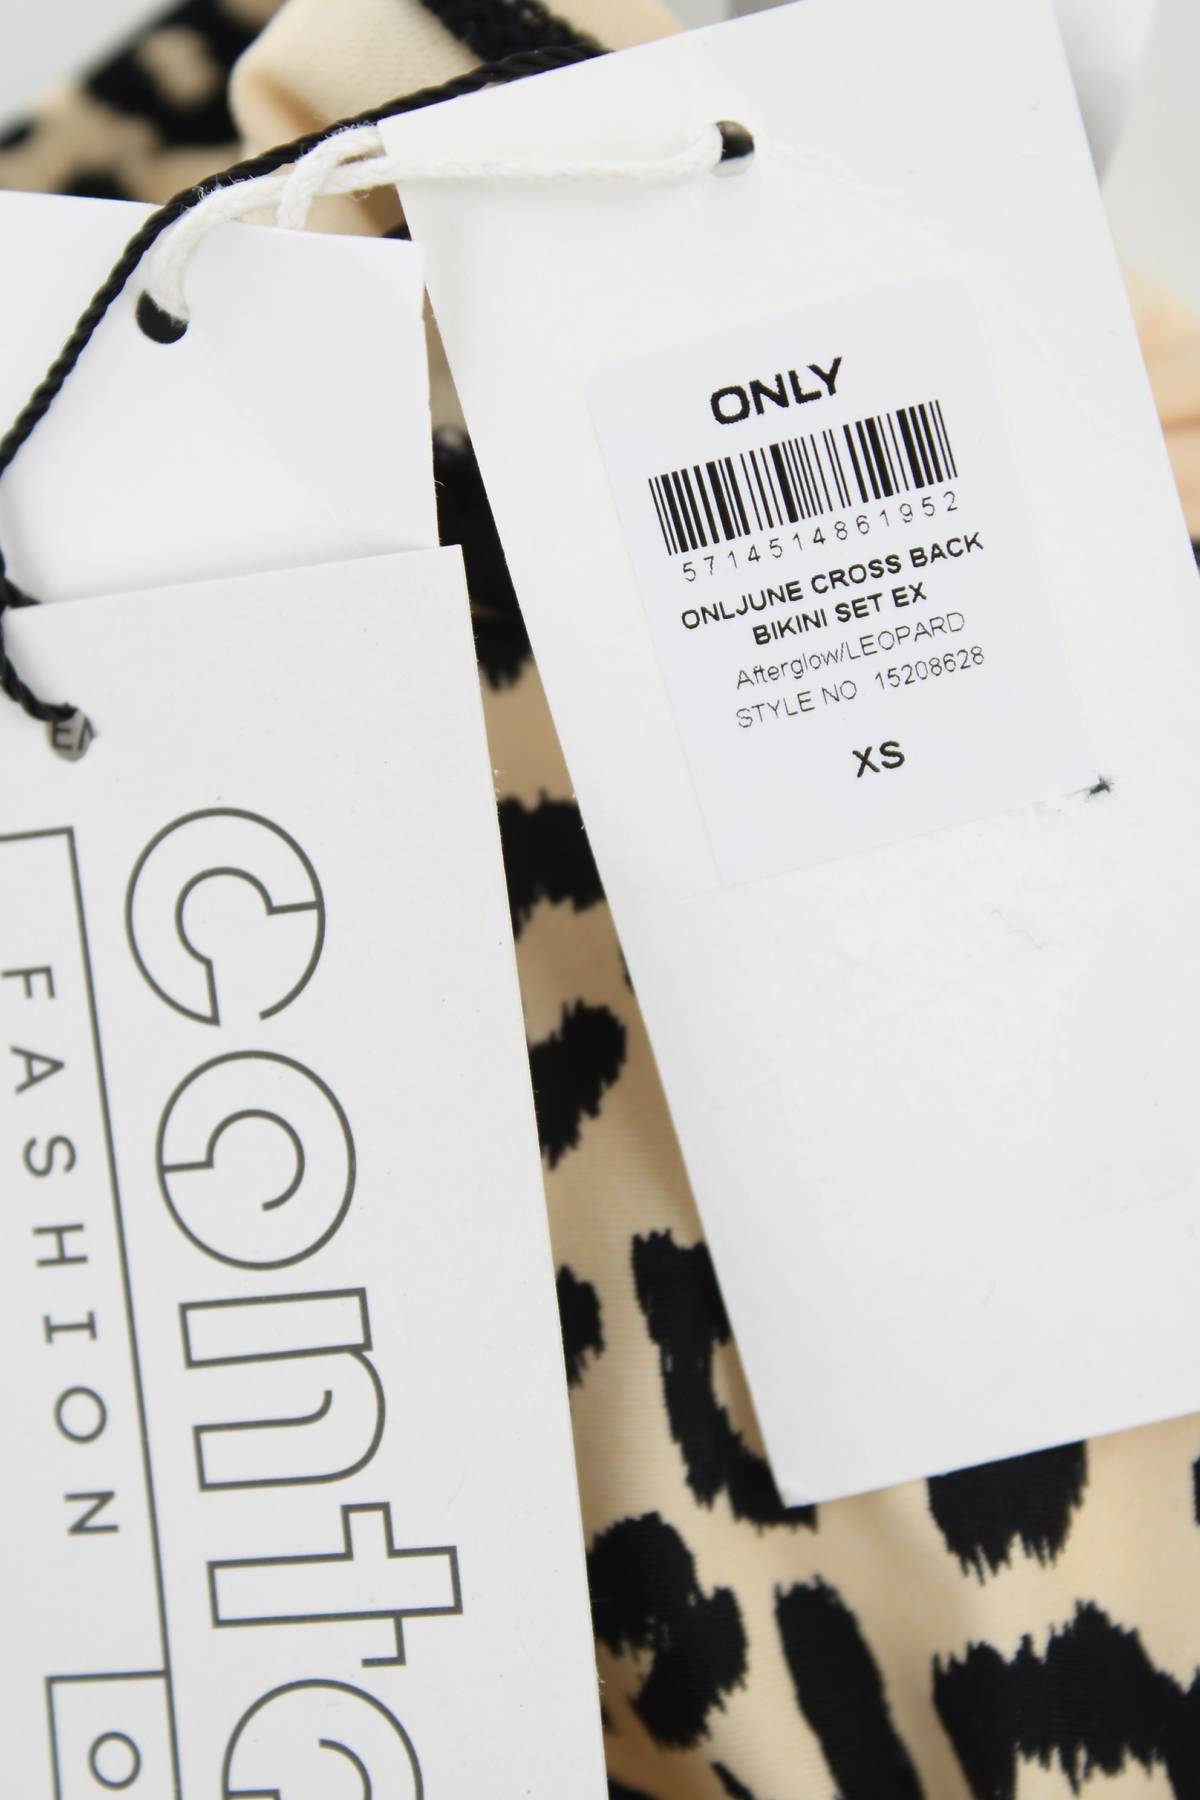 ONLY
5714514861952
ONLJUNE CROSS BACK
BIKINI SET EX
Afterglow/LEOPARD
STYLE NO. 15208628
XS
FASHION